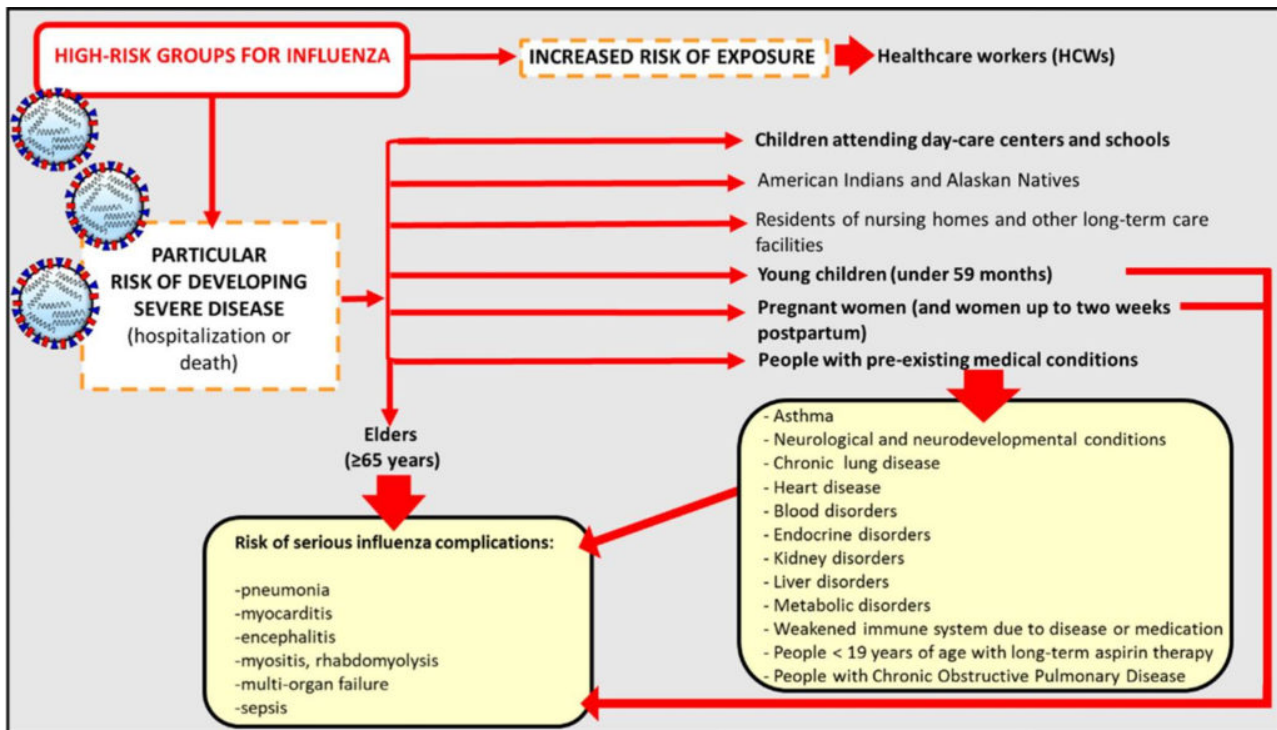 HIGH-RISK GROUPS FOR INFLUENZA
INCREASED RISK OF EXPOSURE
Healthcare workers (HCWs)
Children attending day-care centers and schools
American Indians and Alaskan Natives
Residents of nursing homes and other long-term care
facilities
Young children (under 59 months)
Pregnant women (and women up to two weeks
postpartum)
People with pre-existing medical conditions
PARTICULAR
RISK OF DEVELOPING
SEVERE DISEASE
(hospitalization or
death)
Elders
(≥65 years)
Risk of serious influenza complications:
-pneumonia
-myocarditis
-encephalitis
-myositis, rhabdomyolysis
-multi-organ failure
-sepsis
- Asthma
- Neurological and neurodevelopmental conditions
- Chronic lung disease
- Heart disease
- Blood disorders
- Endocrine disorders
- Kidney disorders
- Liver disorders
- Metabolic disorders
- Weakened immune system due to disease or medication
- People < 19 years of age with long-term aspirin therapy
- People with Chronic Obstructive Pulmonary Disease